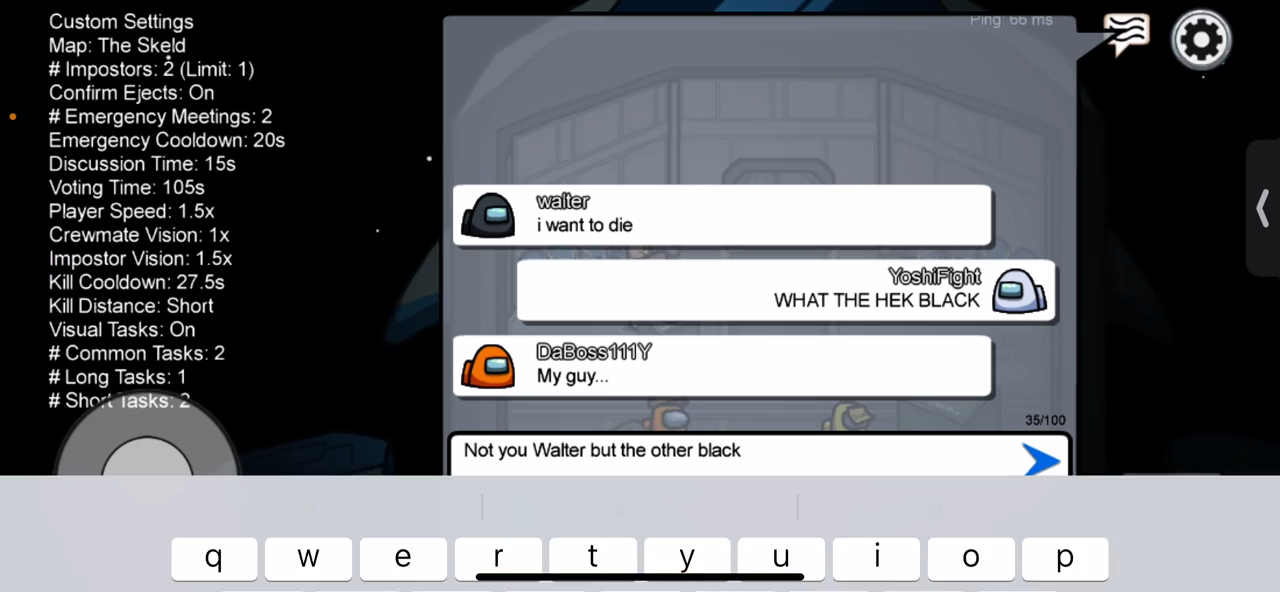 Custom Settings
Map: The Skeld
# Impostors: 2 (Limit: 1)
Confirm Ejects: On
# Emergency Meetings: 2
Emergency Cooldown: 20s
Discussion Time: 15s
Voting Time: 105s
Player Speed: 1.5x
Crewmate Vision: 1x
Impostor Vision: 1.5x
Kill Cooldown: 27.5s
Kill Distance: Short
Visual Tasks: On
# Common Tasks: 2
# Long Tasks: 1
# Short Tasks: 2
Ping: 66 ms
walter
i want to die
YoshiFight
WHAT THE HEK BLACK
DaBoss111Y
My guy...
35/100
Not you Walter but the other black
q w e r t y u i o p